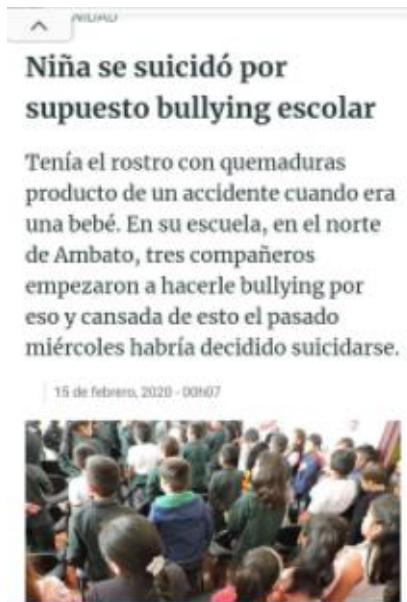 Niña se suicidó por
supuesto bullying escolar
Tenía el rostro con quemaduras
producto de un accidente cuando era
una bebé. En su escuela, en el norte
de Ambato, tres compañeros
empezaron a hacerle bullying por
eso y cansada de esto el pasado
miércoles habría decidido suicidarse.
15 de febrero, 2020 - 00h07